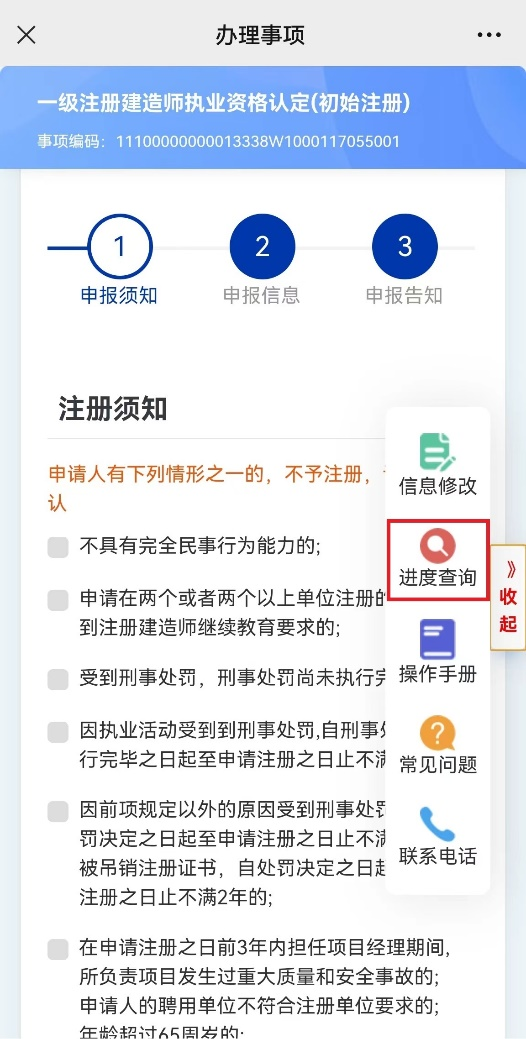 办理事项
一级注册建造师执业资格认定(初始注册)
事项编码：11100000000013338W1000117055001
1
2
3
申报须知
申报信息
申报告知
注册须知
申请人有下列情形之一的，不予注册，
认
不具有完全民事行为能力的;
申请在两个或者两个以上单位注册的
到注册建造师继续教育要求的;
受到刑事处罚，刑事处罚尚未执行完
因执业活动受到到刑事处罚,自刑事处
行完毕之日起至申请注册之日止不满
因前项规定以外的原因受到刑事处罚
罚决定之日起至申请注册之日止不满
被吊销注册证书，自处罚决定之日起
注册之日止不满2年的;
在申请注册之日前3年内担任项目经理期间,
所负责项目发生过重大质量和安全事故的;
申请人的聘用单位不符合注册单位要求的;
年龄超过65周岁的;
信息修改
进度查询
操作手册
常见问题
联系电话
》
收
起